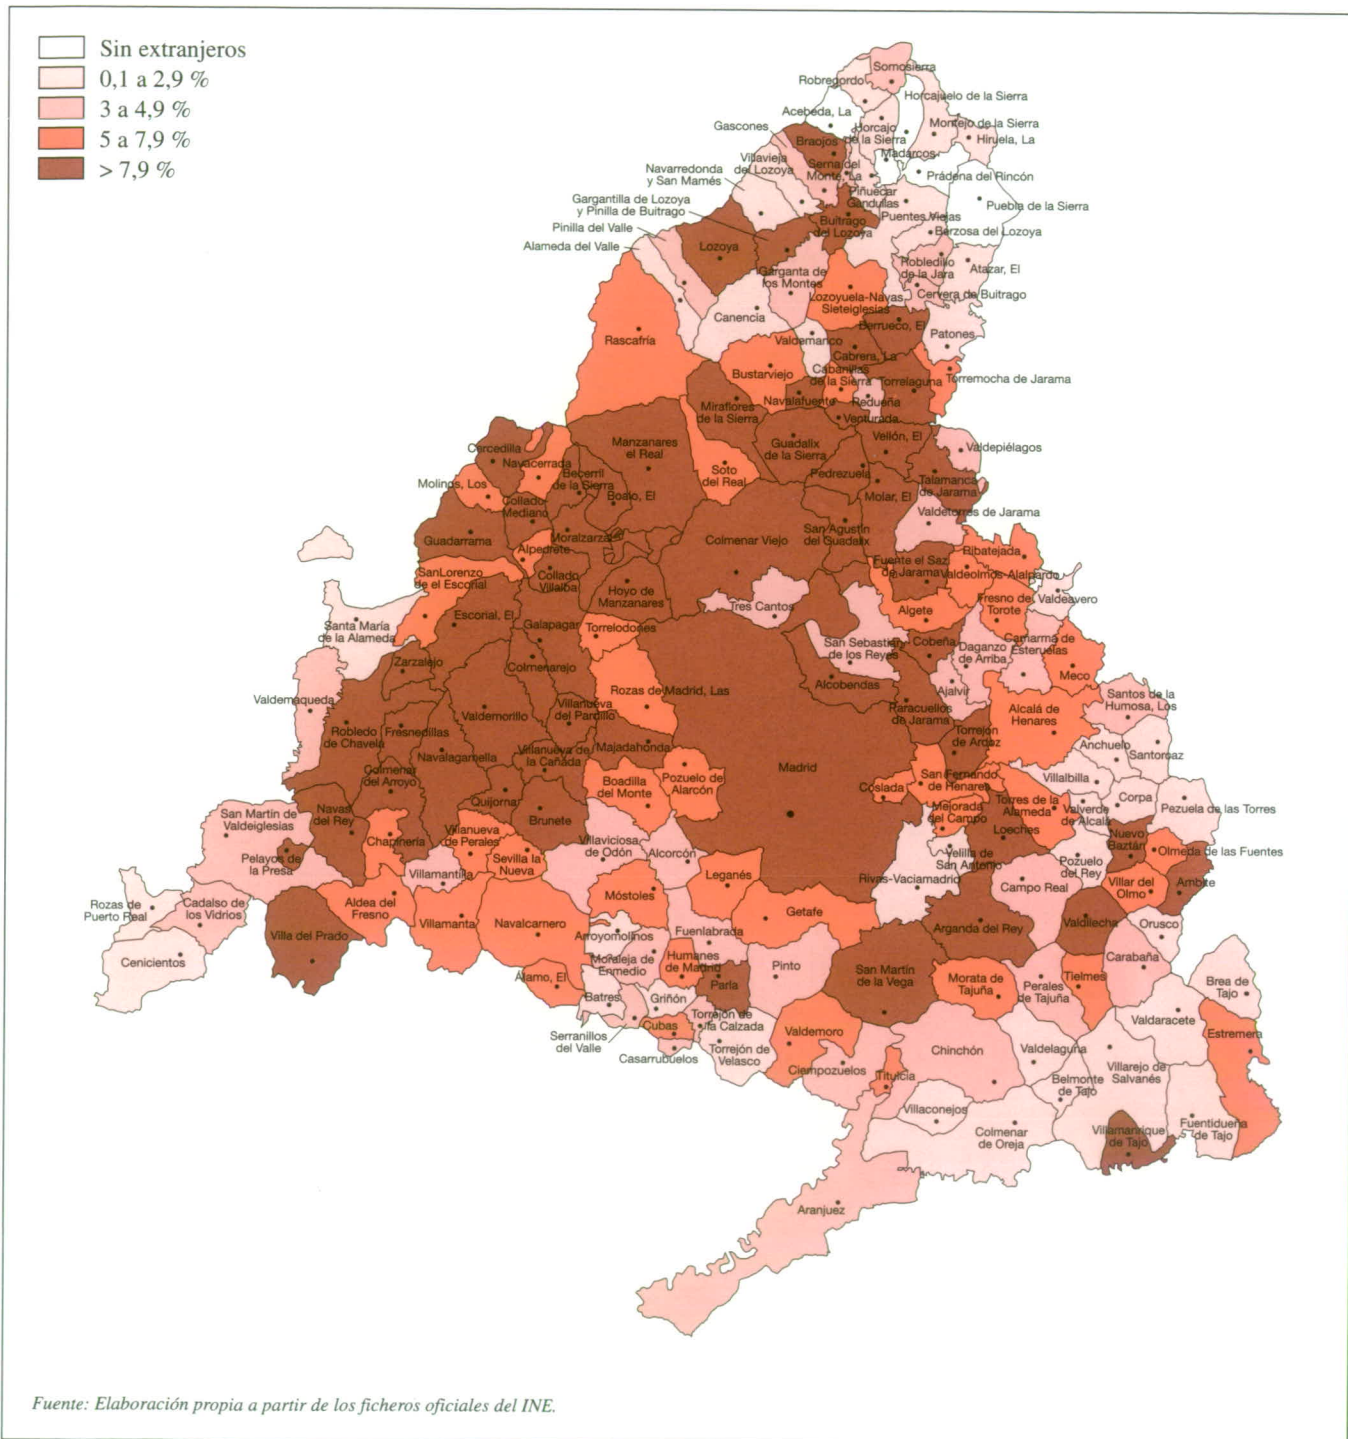 Sin extranjeros
0,1 a 2,9 %
3 a 4,9 %
5 a 7,9 %
> 7,9 %
Somosierra
Robregordo
Horcajuelo de la Sierra
Acebeda, La
Horcajo
de la Sierra
Montejo de la Sierra
Hiruela, La
Gascones
Braojos
Madarcos
Villavieja
del Lozoya
Serna del
Monte, La
Prádena del Rincón
Navarredonda
y San Mamés
Piñuecar
Gandullas
Puebla de la Sierra
Gargantilla de Lozoya
y Pinilla de Buitrago
Buitrago
del Lozoya
Puentes Viejas
Pinilla del Valle
Berzosa del Lozoya
Alameda del Valle
Lozoya
Robledillo
de la Jara
Atazar, El
Garganta de
los Montes
Cervera de Buitrago
Lozoyuela-Navas
Sieteiglesias
Canencia
Berrueco, El
Patones
Rascafría
Valdemanco
Cabrera, La
Bustarviejo
Cabanillas
de la Sierra
Torrelaguna
Torremocha de Jarama
Navalafuente
Redueña
Miraflores
de la Sierra
Venturada
Manzanares
el Real
Guadalix
de la Sierra
Vellón, El
Valdepiélagos
Cercedilla
Navacerrada
Becerril
de la Sierra
Soto
del Real
Pedrezuela
Talamanca
de Jarama
Molinos, Los
Boalo, El
Molar, El
Collado
Mediano
Valdetorres de Jarama
Guadarrama
Moralzarzal
Colmenar Viejo
San Agustín
del Guadalix
Alpedrete
Ribatejada
Fuente el Saz
de Jarama
Valdeolmos-Alalpardo
SanLorenzo
de el Escorial
Collado
Villalba
Hoyo de
Manzanares
Fresno de
Torote
Valdeavero
Tres Cantos
Algete
Escorial, El
Galapagar
Torrelodones
Santa María
de la Alameda
San Sebastián
de los Reyes
Cobeña
Daganzo
de Arriba
Camarma de
Esteruelas
Zarzalejo
Colmenarejo
Meco
Alcobendas
Ajalvir
Valdemaqueda
Rozas de Madrid, Las
Santos de la
Humosa, Los
Valdemorillo
Villanueva
del Pardillo
Paracuellos
de Jarama
Alcalá de
Henares
Robledo
de Chavela
Fresnedillas
Torrejón
de Ardoz
Navalagamella
Villanueva de
la Cañada
Majadahonda
Anchuelo
Santorcaz
Colmenar
del Arroyo
Madrid
Boadilla
del Monte
Pozuelo de
Alarcón
San Fernando
de Henares
Villalbilla
Coslada
Quijorna
Torres de la
Alameda
Corpa
Pezuela de las Torres
San Martín de
Valdeiglesias
Navas
del Rey
Brunete
Mejorada
del Campo
Valverde
de Alcalá
Chapinería
Villanueva
de Perales
Loeches
Nuevo
Baztán
Villaviciosa
de Odón
Alcorcón
Velilla de
San Antonio
Olmeda de las Fuentes
Pelayos de
la Presa
Sevilla la
Nueva
Pozuelo
del Rey
Villamantilla
Leganés
Rivas-Vaciamadrid
Campo Real
Villar del
Olmo
Ambite
Móstoles
Rozas de
Puerto Real
Cadalso de
los Vidrios
Aldea del
Fresno
Getafe
Villamanta
Navalcarnero
Arganda del Rey
Valdilecha
Orusco
Villa del Prado
Arroyomolinos
Fuenlabrada
Cenicientos
Moraleja de
Enmedio
Humanes
de Madrid
Pinto
San Martín
de la Vega
Carabaña
Álamo, El
Parla
Morata de
Tajuña
Perales
de Tajuña
Tielmes
Brea de
Tajo
Batres
Griñón
Torrejón de
la Calzada
Valdaracete
Serranillos
del Valle
Cubas
Valdemoro
Estremera
Casarrubuelos
Torrejón de
Velasco
Chinchón
Valdelaguna
Ciempozuelos
Titulcia
Villarejo de
Salvanés
Belmonte
de Tajo
Villaconejos
Colmenar
de Oreja
Villamanrique
de Tajo
Fuentidueña
de Tajo
Aranjuez
Fuente: Elaboración propia a partir de los ficheros oficiales del INE.